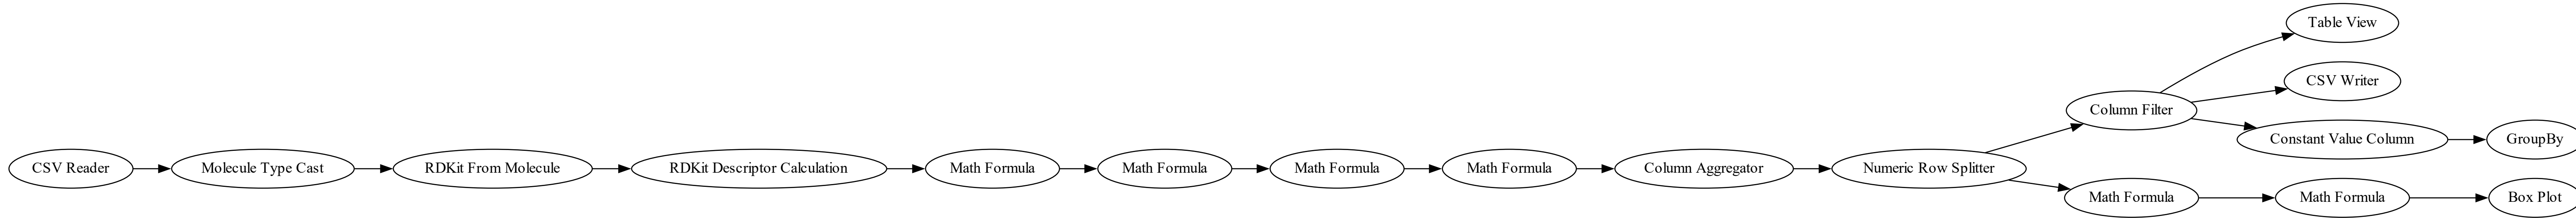 Table View
CSV Writer
Column Filter
Constant Value Column
GroupBy
CSV Reader
Molecule Type Cast
RDKit From Molecule
RDKit Descriptor Calculation
Math Formula
Math Formula
Math Formula
Math Formula
Column Aggregator
Numeric Row Splitter
Math Formula
Math Formula
Box Plot